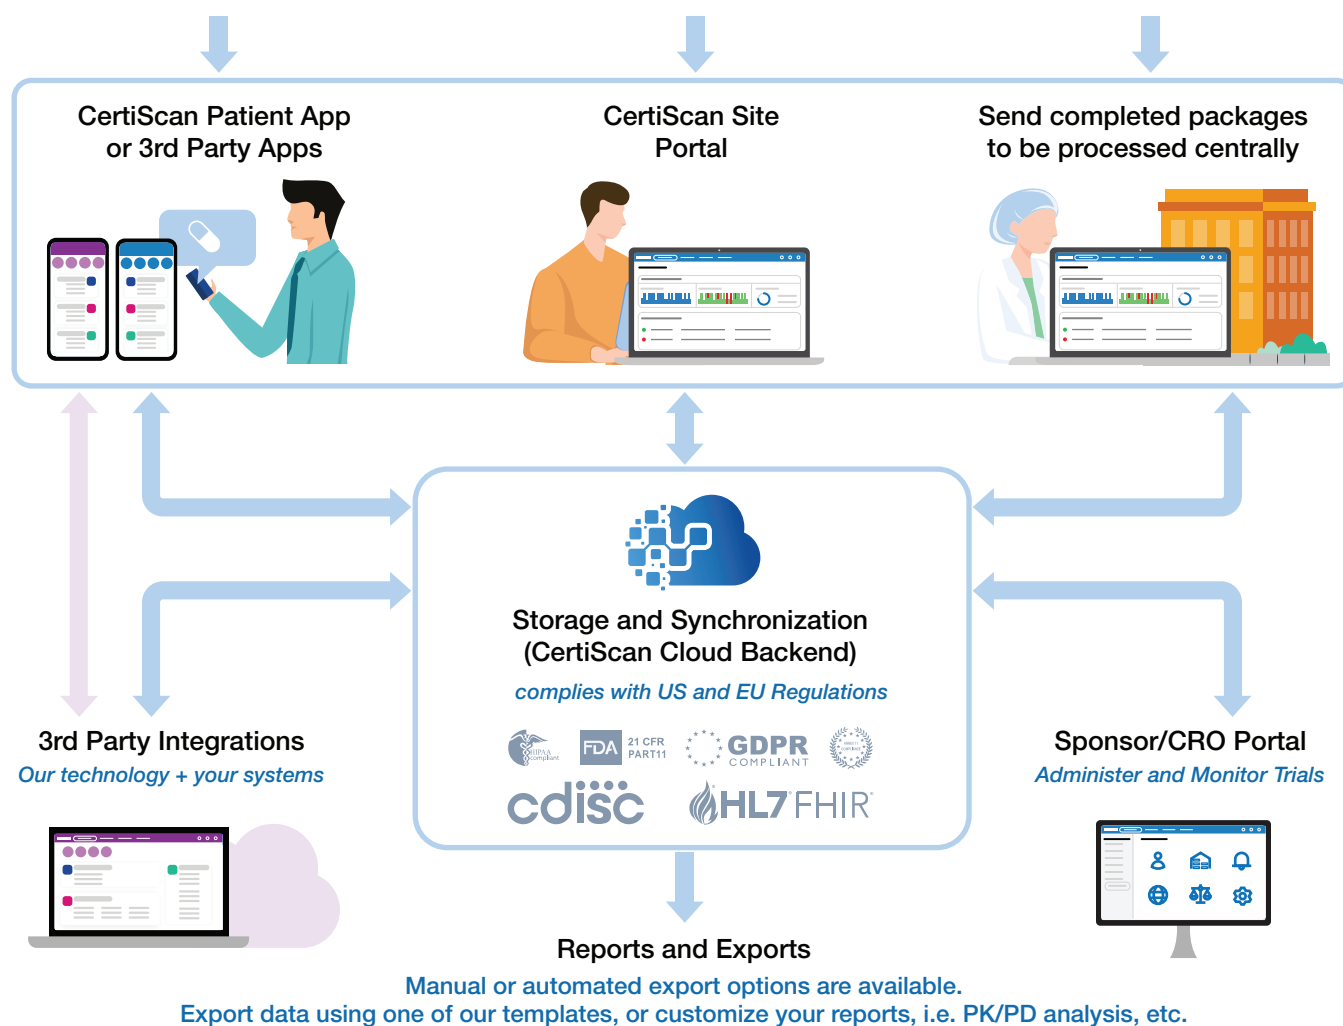 CertiScan Patient App
or 3rd Party Apps
CertiScan Site
Portal
Send completed packages
to be processed centrally
Storage and Synchronization
(CertiScan Cloud Backend)
complies with US and EU Regulations
HIPAA
compliant
FDA
21 CFR
PART11
GDPR
COMPLIANT
cdisc
HL7 FHIR
3rd Party Integrations
Our technology + your systems
Sponsor/CRO Portal
Administer and Monitor Trials
Reports and Exports
Manual or automated export options are available.
Export data using one of our templates, or customize your reports, i.e. PK/PD analysis, etc.